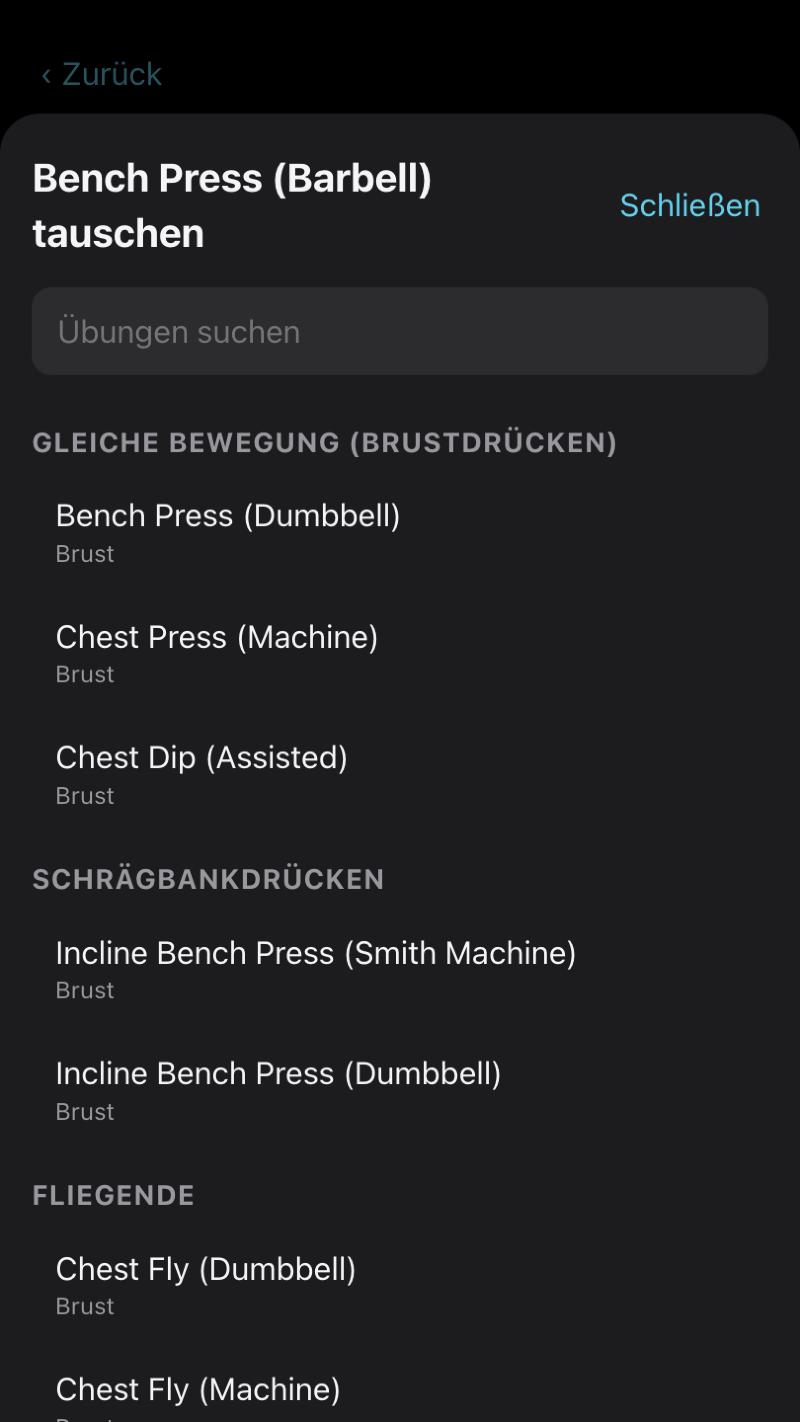 ‹ Zurück
Bench Press (Barbell)
tauschen
Schließen
Übungen suchen
GLEICHE BEWEGUNG (BRUSTDRÜCKEN)
Bench Press (Dumbbell)
Brust
Chest Press (Machine)
Brust
Chest Dip (Assisted)
Brust
SCHRÄGBANKDRÜCKEN
Incline Bench Press (Smith Machine)
Brust
Incline Bench Press (Dumbbell)
Brust
FLIEGENDE
Chest Fly (Dumbbell)
Brust
Chest Fly (Machine)